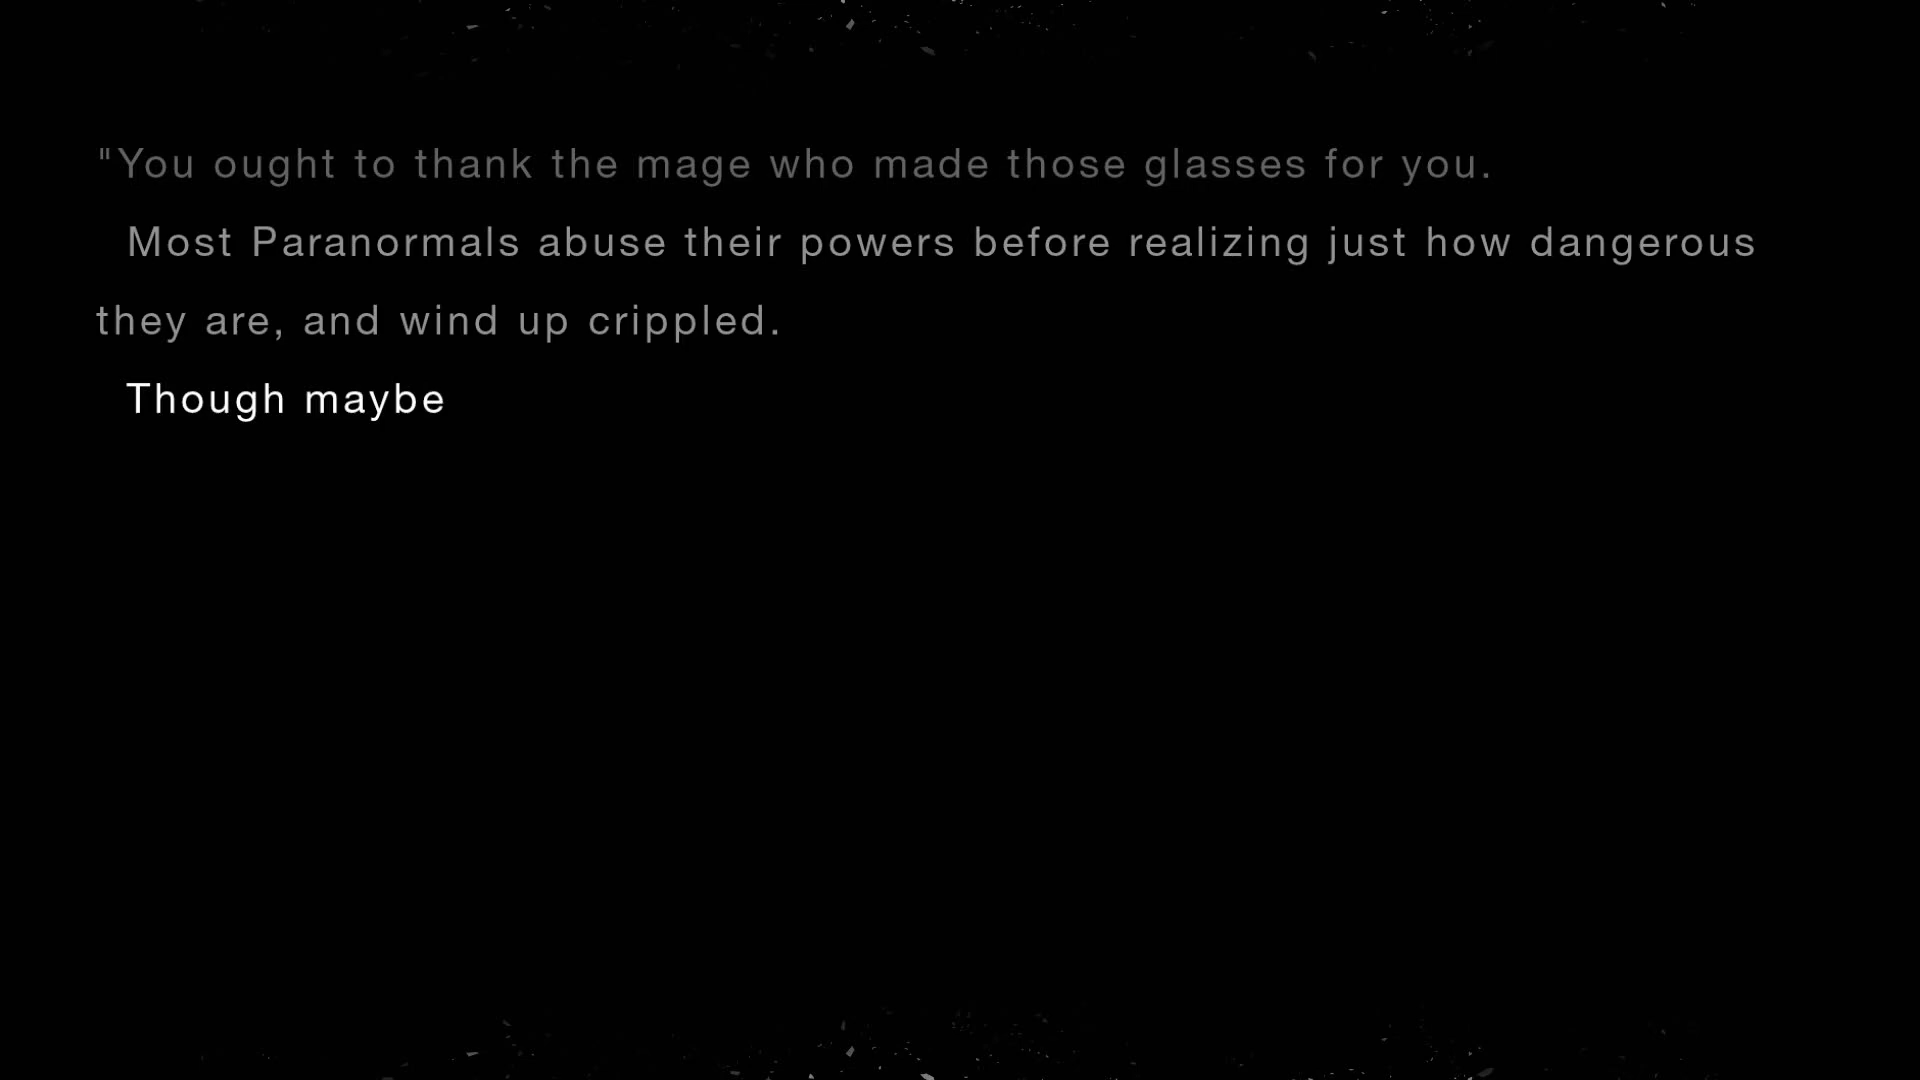 "You ought to thank the mage who made those glasses for you.
Most Paranormals abuse their powers before realizing just how dangerous
they are, and wind up crippled.
Though maybe